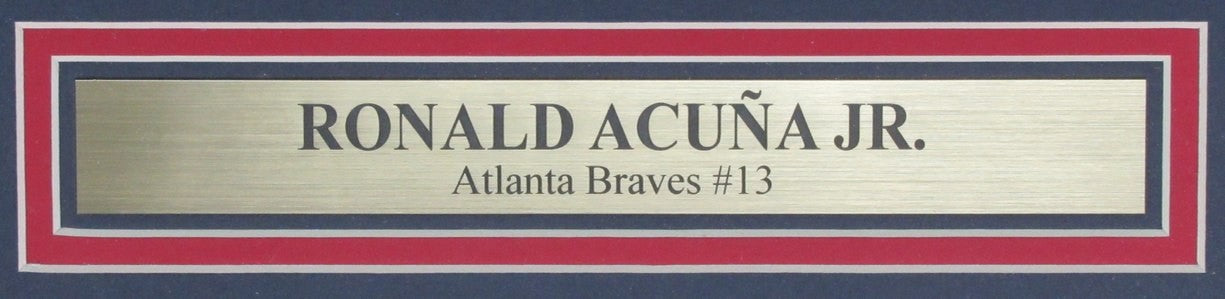 RONALD ACUÑA JR.
Atlanta Braves #13